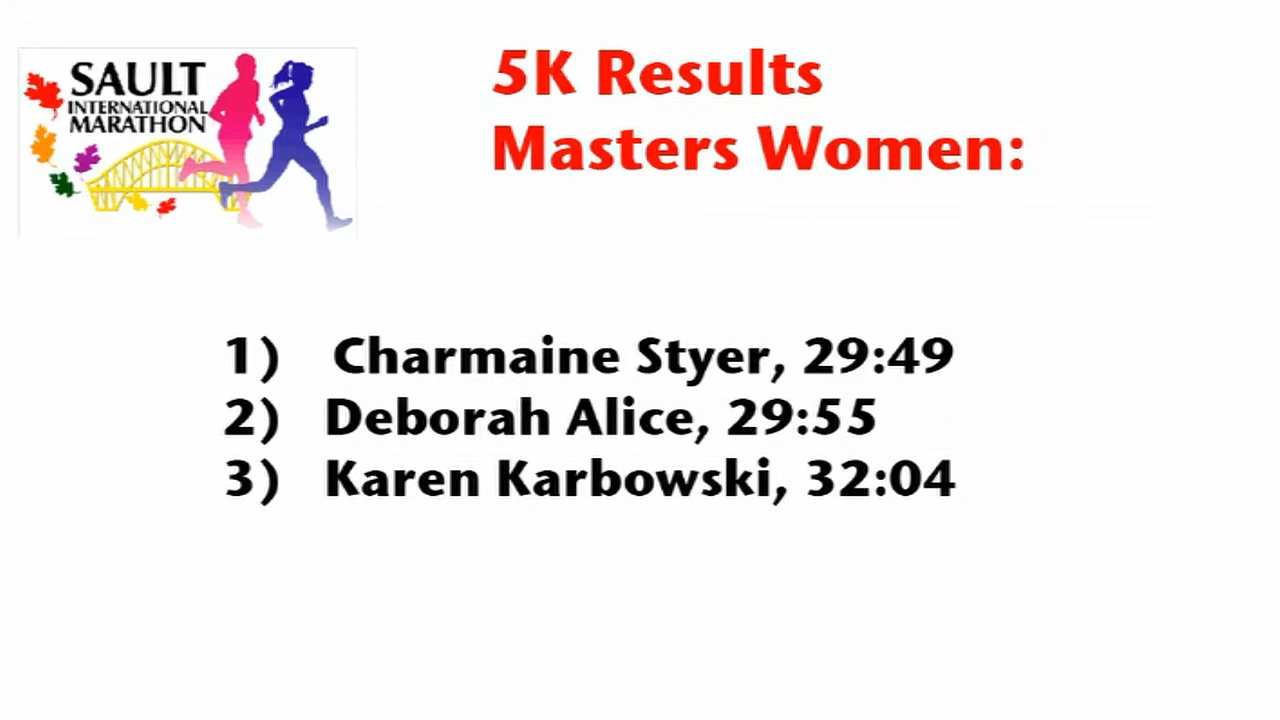 SAULT
INTERNATIONAL
MARATHON
5K Results
Masters Women:
1) Charmaine Styer, 29:49
2) Deborah Alice, 29:55
3) Karen Karbowski, 32:04